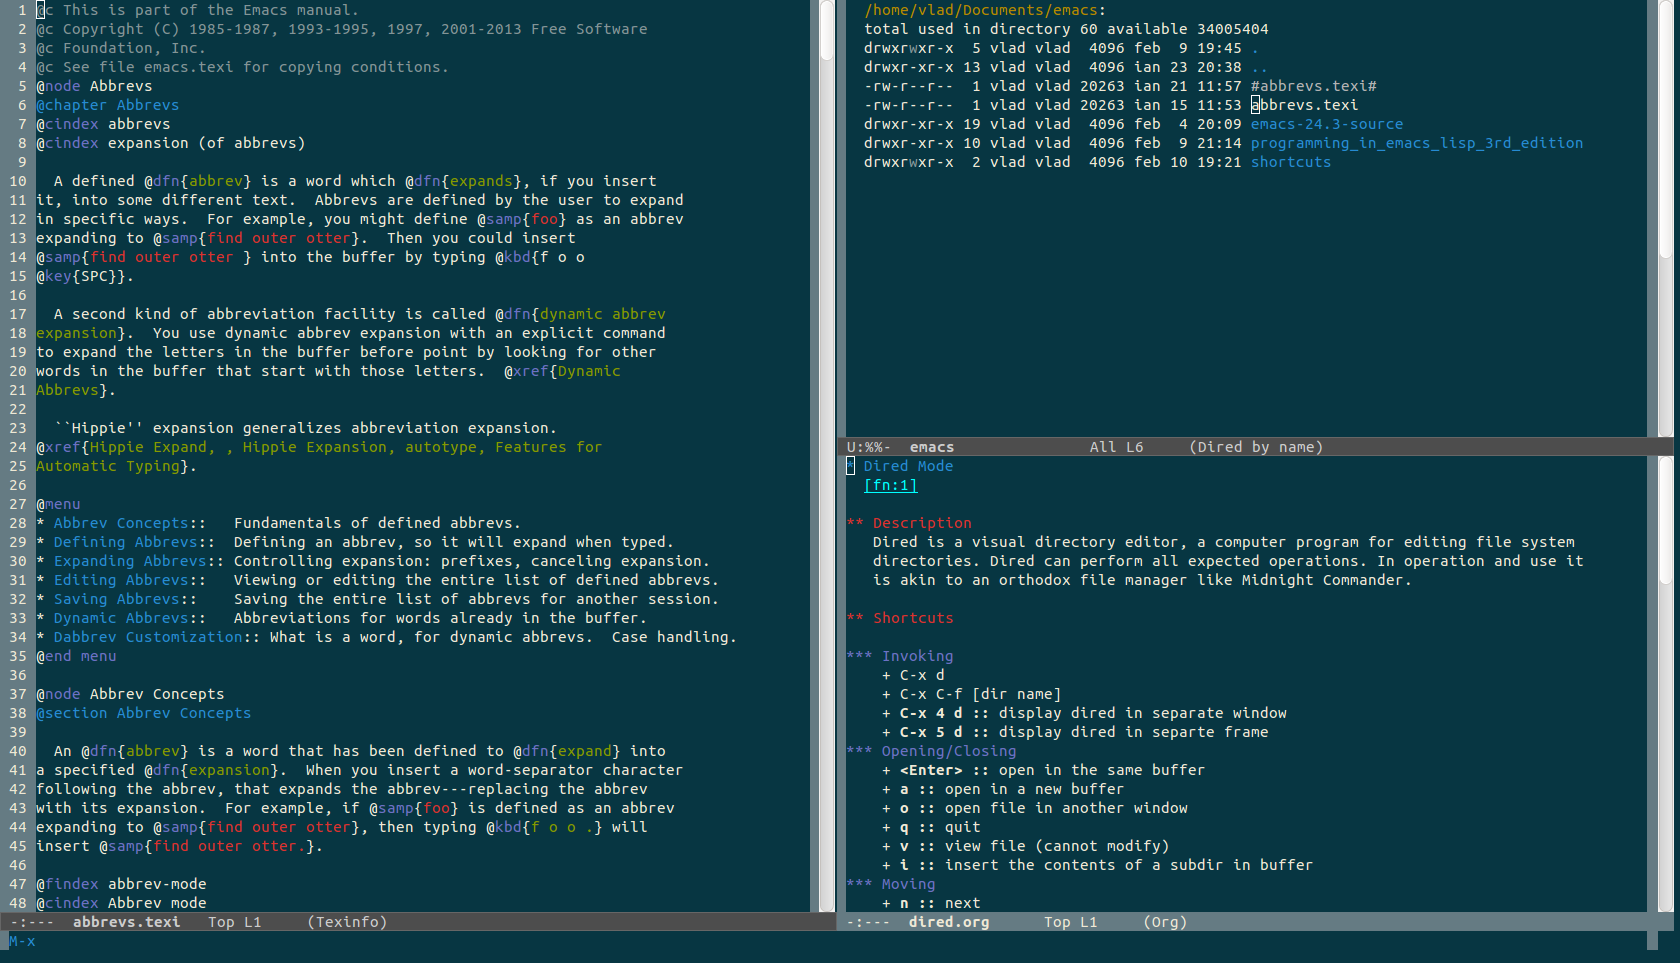 1 @c This is part of the Emacs manual.
2 @c Copyright (C) 1985-1987, 1993-1995, 1997, 2001-2013 Free Software
3 @c Foundation, Inc.
4 @c See file emacs.texi for copying conditions.
5 @node Abbrevs
6 @chapter Abbrevs
7 @cindex abbrevs
8 @cindex expansion (of abbrevs)
9
10   A defined @dfn{abbrev} is a word which @dfn{expands}, if you insert
11 it, into some different text.  Abbrevs are defined by the user to expand
12 in specific ways.  For example, you might define @samp{foo} as an abbrev
13 expanding to @samp{find outer otter}.  Then you could insert
14 @samp{find outer otter } into the buffer by typing @kbd{f o o
15 @key{SPC}}.
16
17   A second kind of abbreviation facility is called @dfn{dynamic abbrev
18 expansion}.  You use dynamic abbrev expansion with an explicit command
19 to expand the letters in the buffer before point by looking for other
20 words in the buffer that start with those letters.  @xref{Dynamic
21 Abbrevs}.
22
23   ``Hippie'' expansion generalizes abbreviation expansion.
24 @xref{Hippie Expand, , Hippie Expansion, autotype, Features for
25 Automatic Typing}.
26
27 @menu
28 * Abbrev Concepts::   Fundamentals of defined abbrevs.
29 * Defining Abbrevs::  Defining an abbrev, so it will expand when typed.
30 * Expanding Abbrevs:: Controlling expansion: prefixes, canceling expansion.
31 * Editing Abbrevs::   Viewing or editing the entire list of defined abbrevs.
32 * Saving Abbrevs::    Saving the entire list of abbrevs for another session.
33 * Dynamic Abbrevs::   Abbreviations for words already in the buffer.
34 * Dabbrev Customization:: What is a word, for dynamic abbrevs.  Case handling.
35 @end menu
36
37 @node Abbrev Concepts
38 @section Abbrev Concepts
39
40   An @dfn{abbrev} is a word that has been defined to @dfn{expand} into
41 a specified @dfn{expansion}.  When you insert a word-separator character
42 following the abbrev, that expands the abbrev---replacing the abbrev
43 with its expansion.  For example, if @samp{foo} is defined as an abbrev
44 expanding to @samp{find outer otter}, then typing @kbd{f o o .} will
45 insert @samp{find outer otter.}.
46
47 @findex abbrev-mode
48 @cindex Abbrev mode
-:---  abbrevs.texi   Top L1     (Texinfo)
M-x
/home/vlad/Documents/emacs:
total used in directory 60 available 34005404
drwxrwxr-x  5 vlad vlad  4096 feb  9 19:45 .
drwxr-xr-x 13 vlad vlad  4096 ian 23 20:38 ..
-rw-r--r--  1 vlad vlad 20263 ian 21 11:57 #abbrevs.texi#
-rw-r--r--  1 vlad vlad 20263 ian 15 11:53 abbrevs.texi
drwxr-xr-x 19 vlad vlad  4096 feb  4 20:09 emacs-24.3-source
drwxr-xr-x 10 vlad vlad  4096 feb  9 21:14 programming_in_emacs_lisp_3rd_edition
drwxrwxr-x  2 vlad vlad  4096 feb 10 19:21 shortcuts
U:%%-  emacs               All L6     (Dired by name)
* Dired Mode
[fn:1]

** Description
Dired is a visual directory editor, a computer program for editing file system
directories. Dired can perform all expected operations. In operation and use it
is akin to an orthodox file manager like Midnight Commander.

** Shortcuts

*** Invoking
+ C-x d
+ C-x C-f [dir name]
+ C-x 4 d :: display dired in separate window
+ C-x 5 d :: display dired in separte frame
*** Opening/Closing
+ <Enter> :: open in the same buffer
+ a :: open in a new buffer
+ o :: open file in another window
+ q :: quit
+ v :: view file (cannot modify)
+ i :: insert the contents of a subdir in buffer
*** Moving
+ n :: next
-:---  dired.org      Top L1     (Org)